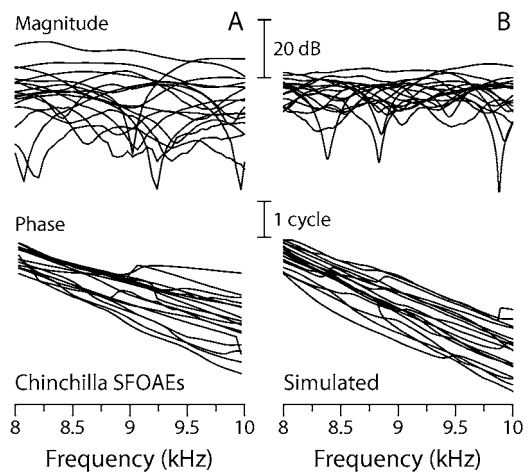 Magnitude
A
B
20 dB
Phase
1 cycle
Chinchilla SFOAEs
Simulated
8 8.5 9 9.5 10
8 8.5 9 9.5 10
Frequency (kHz)
Frequency (kHz)